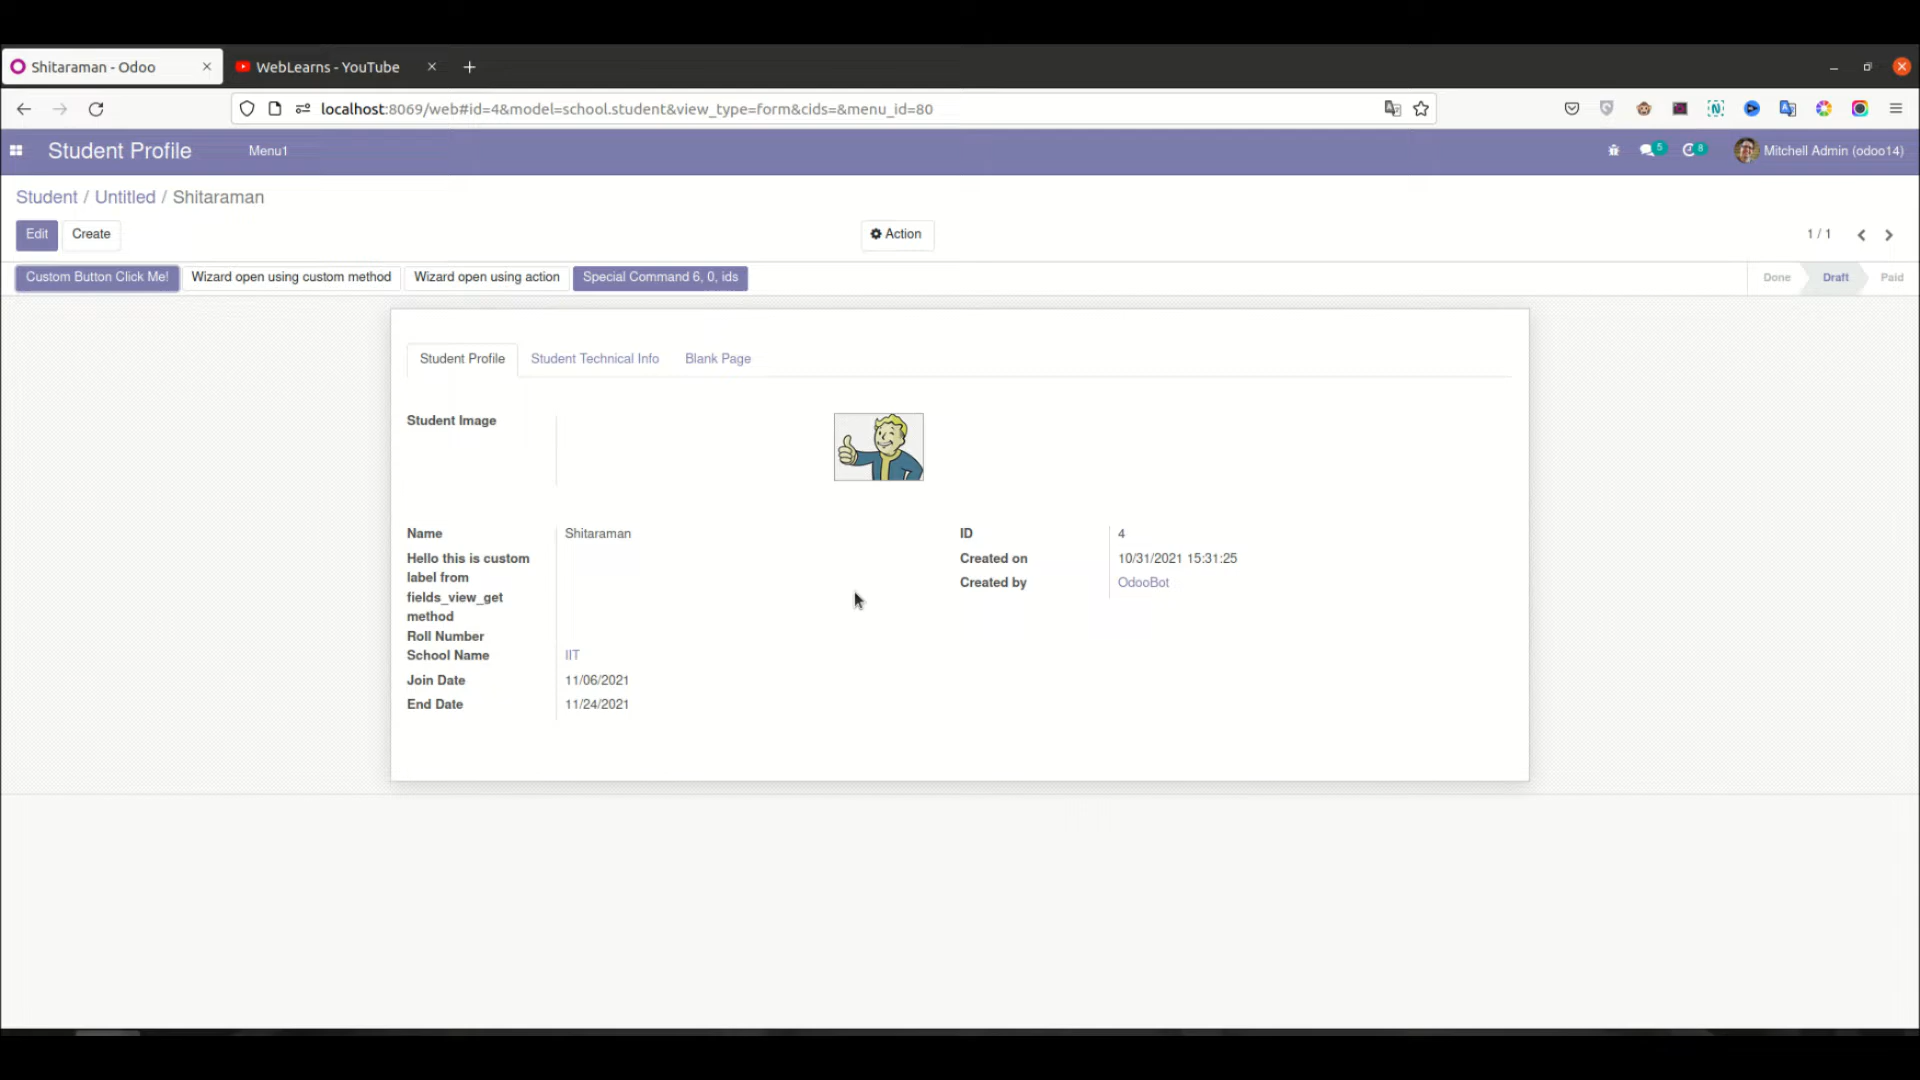 Shitaraman - Odoo
WebLearns - YouTube
localhost:8069/web#id=4&model=school.student&view_type=form&cids=&menu_id=80
Student Profile
Menu1
5
8
Mitchell Admin (odoo14)
Student / Untitled / Shitaraman
Edit
Create
Action
1 / 1
Custom Button Click Me!
Wizard open using custom method
Wizard open using action
Special Command 6, 0, ids
Done
Draft
Paid
Student Profile
Student Technical Info
Blank Page
Student Image
Name
Shitaraman
Hello this is custom
label from
fields_view_get
method
Roll Number
School Name
IIT
Join Date
11/06/2021
End Date
11/24/2021
ID
4
Created on
10/31/2021 15:31:25
Created by
OdooBot